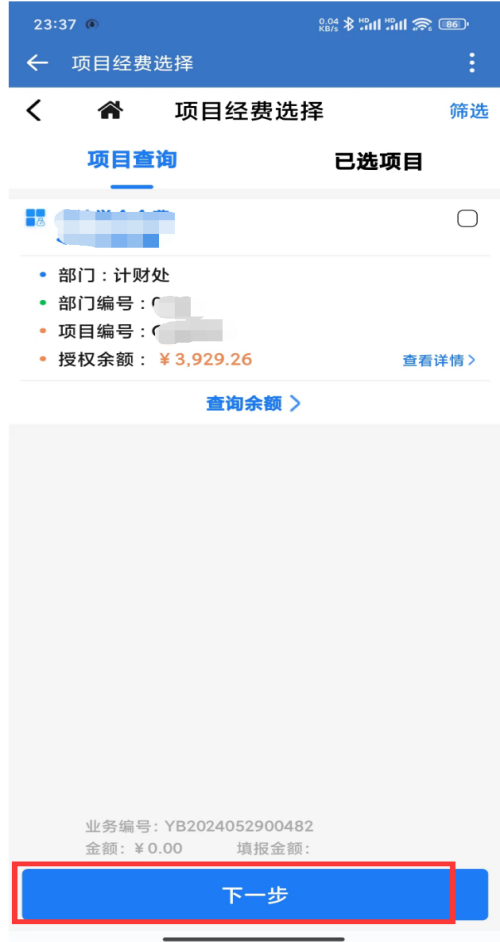 23:37 0.04 KB/s HD HD 6 86
项目经费选择
项目经费选择 筛选
项目查询 已选项目
部门：计财处
部门编号：
项目编号：
授权余额： ￥3,929.26 查看详情
查询余额
业务编号: YB2024052900482
金额: ￥0.00 填报金额:
下一步